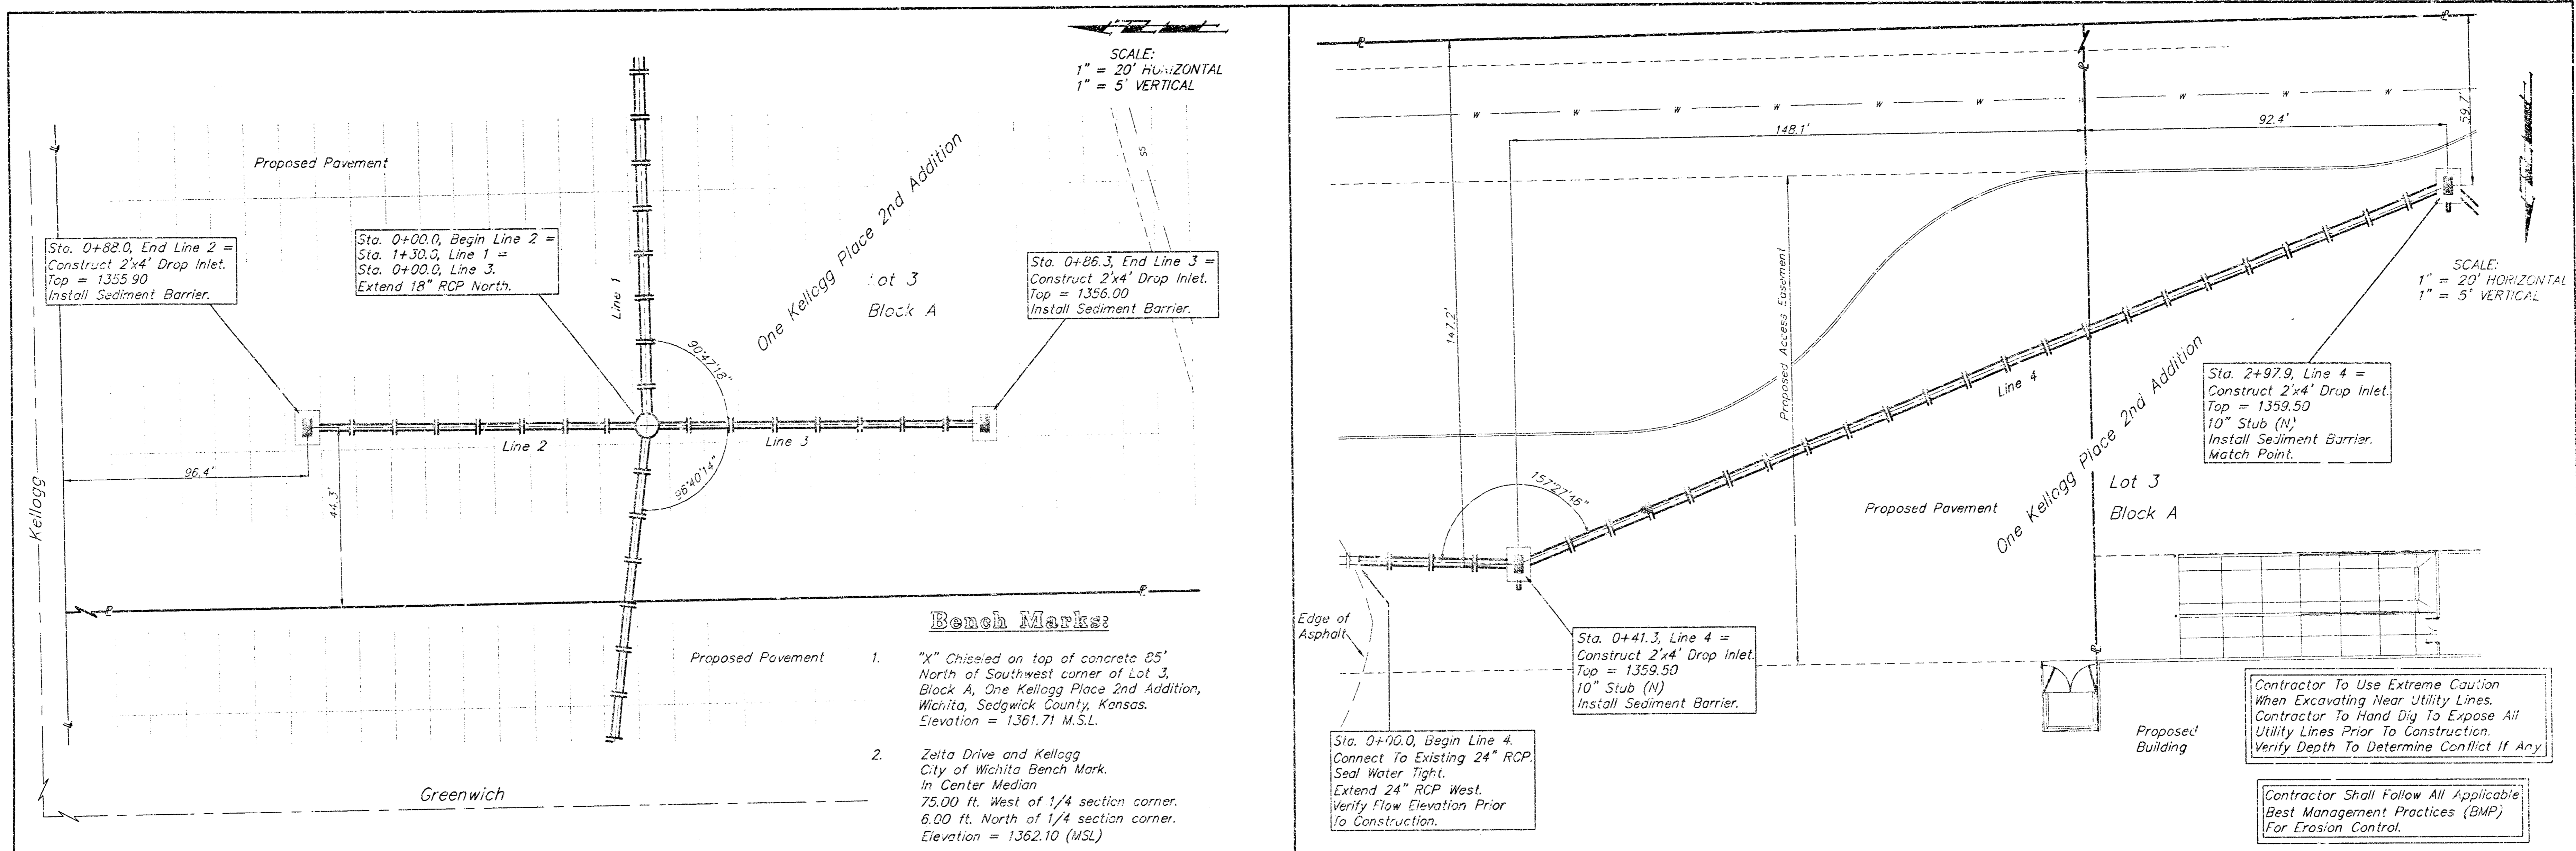 SCALE:
1" = 20' HORIZONTAL
1" = 5' VERTICAL
Proposed Pavement
SS
One Kellogg Place 2nd Addition
Lot 3
Block A
Sta. 0+88.0, End Line 2 =
Construct 2'x4' Drop Inlet.
Top = 1355.90
Install Sediment Barrier.
Sta. 0+00.0, Begin Line 2 =
Sta. 1+30.0, Line 1 =
Sta. 0+00.0, Line 3.
Extend 18" RCP North.
Sta. 0+86.3, End Line 3 =
Construct 2'x4' Drop Inlet.
Top = 1356.00
Install Sediment Barrier.
Line 1
90°47'18"
Line 2
Line 3
96.4'
44.3'
96°40'14"
Kellogg
Proposed Pavement
Greenwich
Bench Marks:
1. "X" Chiseled on top of concrete 85'
North of Southwest corner of Lot 3,
Block A, One Kellogg Place 2nd Addition,
Wichita, Sedgwick County, Kansas.
Elevation = 1361.71 M.S.L.
2. Zelta Drive and Kellogg
City of Wichita Bench Mark.
In Center Median
75.00 ft. West of 1/4 section corner.
6.00 ft. North of 1/4 section corner.
Elevation = 1362.10 (MSL)
W W W W W W W W W W
148.1'
92.4'
59.7'
147.2'
Proposed Access Easement
SCALE:
1" = 20' HORIZONTAL
1" = 5' VERTICAL
Line 4
157°27'46"
One Kellogg Place 2nd Addition
Lot 3
Block A
Proposed Pavement
Sta. 2+97.9, Line 4 =
Construct 2'x4' Drop Inlet.
Top = 1359.50
10" Stub (N)
Install Sediment Barrier.
Match Point.
Edge of
Asphalt
Sta. 0+41.3, Line 4 =
Construct 2'x4' Drop Inlet.
Top = 1359.50
10" Stub (N)
Install Sediment Barrier.
Sta. 0+00.0, Begin Line 4.
Connect To Existing 24" RCP.
Seal Water Tight.
Extend 24" RCP West.
Verify Flow Elevation Prior
To Construction.
Proposed
Building
Contractor To Use Extreme Caution
When Excavating Near Utility Lines.
Contractor To Hand Dig To Expose All
Utility Lines Prior To Construction.
Verify Depth To Determine Conflict If Any
Contractor Shall Follow All Applicable
Best Management Practices (BMP)
For Erosion Control.